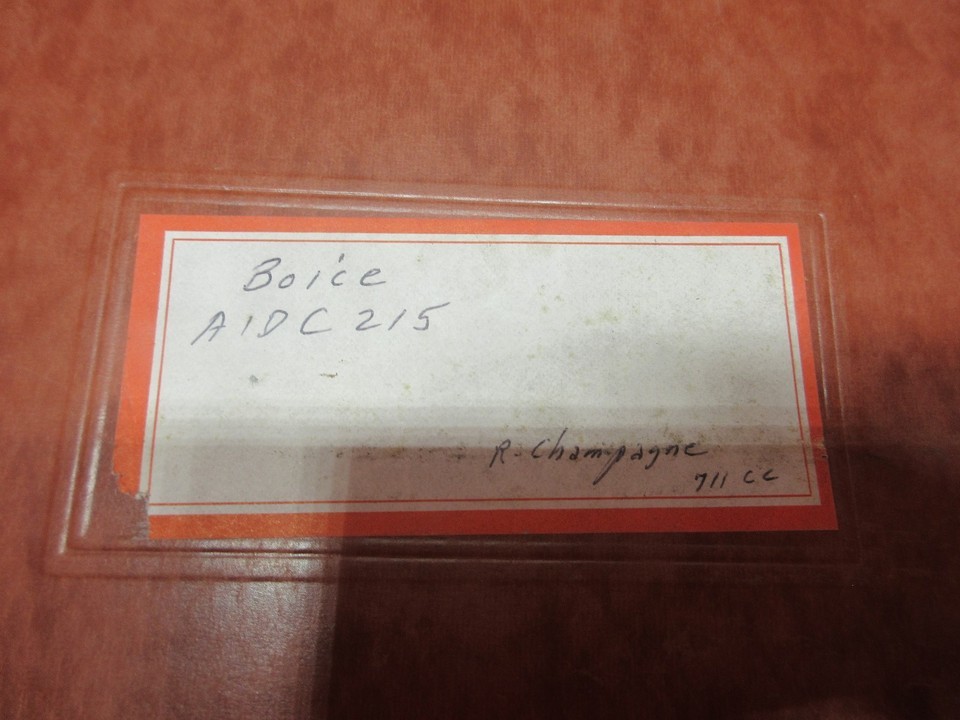 Boice
AIDC 215
R. Champagne
711 CC